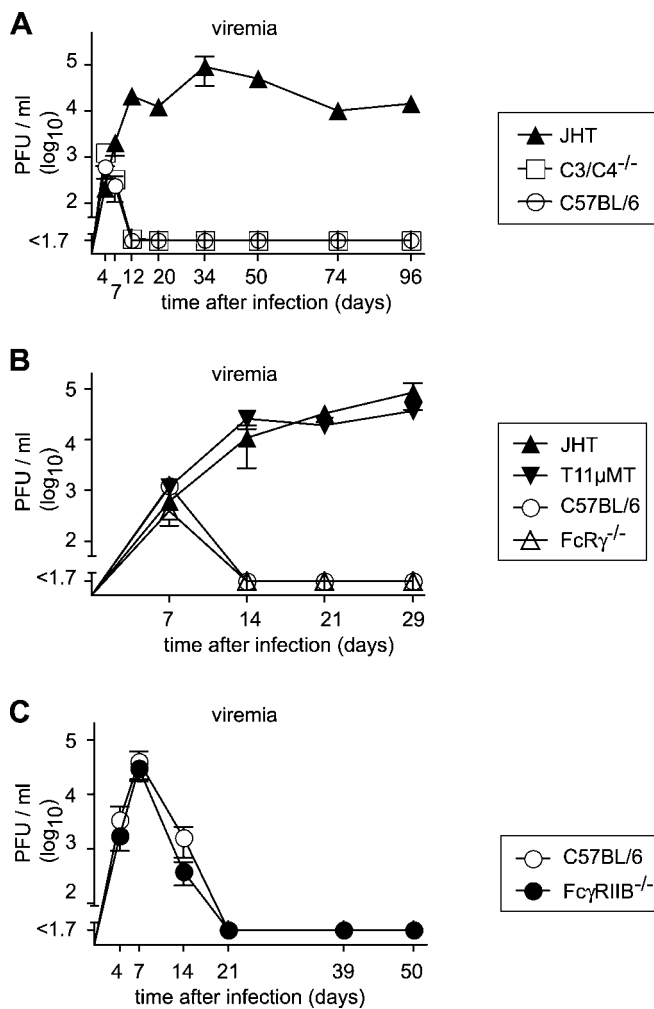 A
viremia
PFU / ml
(log10)
5
4
3
2
<1.7
4 7 12 20 34 50 74 96
time after infection (days)
JHT
C3/C4-/-
C57BL/6
B
viremia
PFU / ml
(log10)
5
4
3
2
<1.7
7 14 21 29
time after infection (days)
JHT
T11µMT
C57BL/6
FcRγ-/-
C
viremia
PFU / ml
(log10)
5
4
3
2
<1.7
4 7 14 21 39 50
time after infection (days)
C57BL/6
FcγRIIB-/-